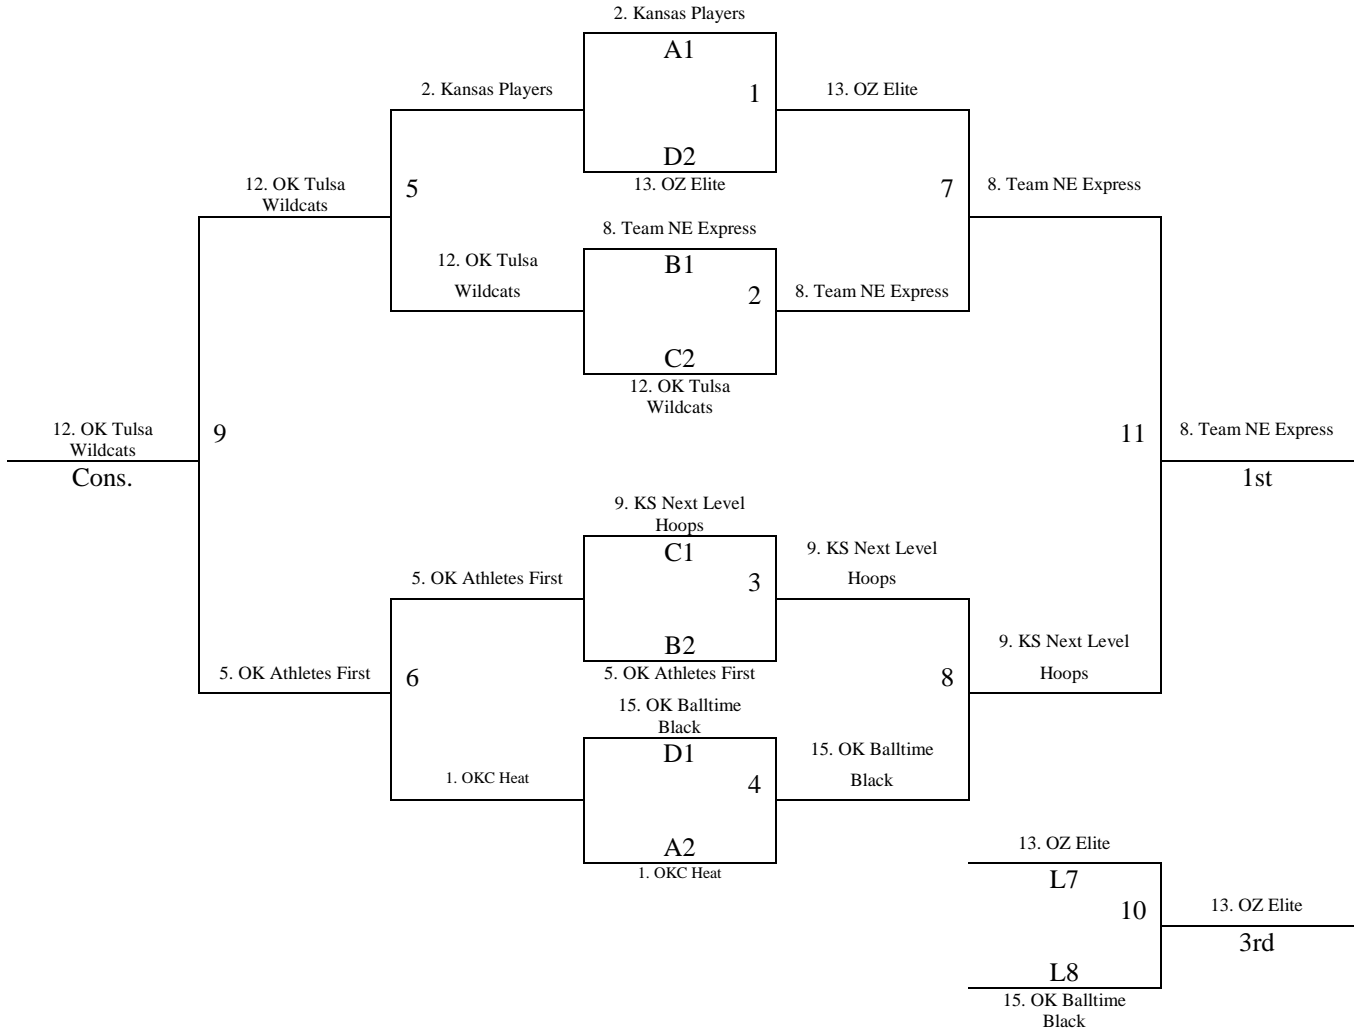 2. Kansas Players
A1
2. Kansas Players
1
13. OZ Elite
D2
13. OZ Elite
12. OK Tulsa
Wildcats
5
7
8. Team NE Express
8. Team NE Express
B1
12. OK Tulsa
Wildcats
2
8. Team NE Express
C2
12. OK Tulsa
Wildcats
12. OK Tulsa
Wildcats
Cons.
9
11
8. Team NE Express
1st
9. KS Next Level
Hoops
C1
5. OK Athletes First
3
9. KS Next Level
Hoops
B2
5. OK Athletes First
5. OK Athletes First
6
8
9. KS Next Level
Hoops
15. OK Balltime
Black
D1
1. OKC Heat
4
15. OK Balltime
Black
A2
1. OKC Heat
13. OZ Elite
L7
10
13. OZ Elite
3rd
L8
15. OK Balltime
Black